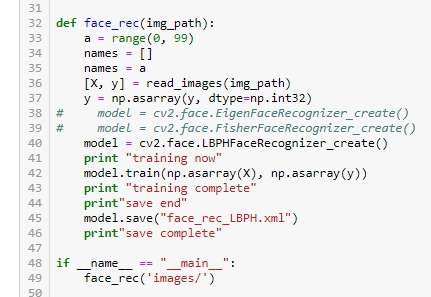 31
32 def face_rec(img_path):
33     a = range(0, 99)
34     names = []
35     names = a
36     [X, y] = read_images(img_path)
37     y = np.asarray(y, dtype=np.int32)
38 #     model = cv2.face.EigenFaceRecognizer_create()
39 #     model = cv2.face.FisherFaceRecognizer_create()
40     model = cv2.face.LBPHFaceRecognizer_create()
41     print "training now"
42     model.train(np.asarray(X), np.asarray(y))
43     print "training complete"
44     print"save end"
45     model.save("face_rec_LBPH.xml")
46     print"save complete"
47
48 if __name__ == "__main__":
49     face_rec('images/')
50